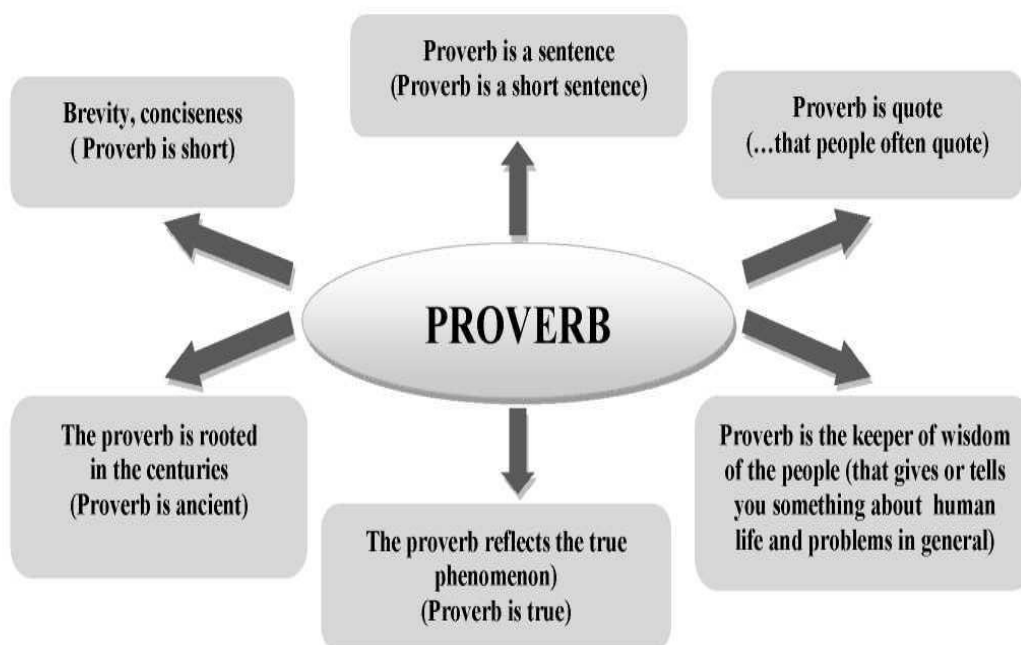 Proverb is a sentence
(Proverb is a short sentence)
Brevity, conciseness
( Proverb is short)
Proverb is quote
(…that people often quote)
PROVERB
The proverb is rooted
in the centuries
(Proverb is ancient)
The proverb reflects the true
phenomenon)
(Proverb is true)
Proverb is the keeper of wisdom
of the people (that gives or tells
you something about human
life and problems in general)